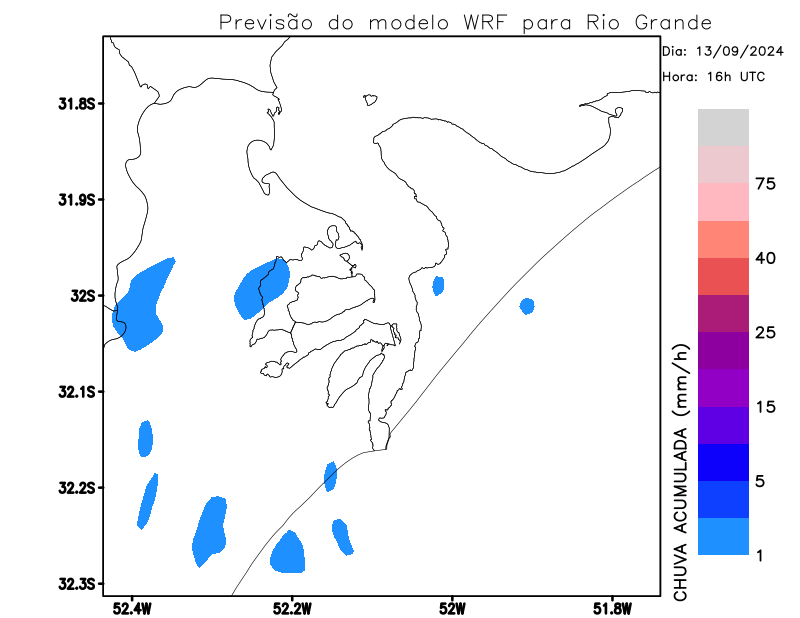 Previsão do modelo WRF para Rio Grande
Dia: 13/09/2024
Hora: 16h UTC
31.8S
31.9S
32S
32.1S
32.2S
32.3S
52.4W
52.2W
52W
51.8W
CHUVA ACUMULADA (mm/h)
75
40
25
15
5
1